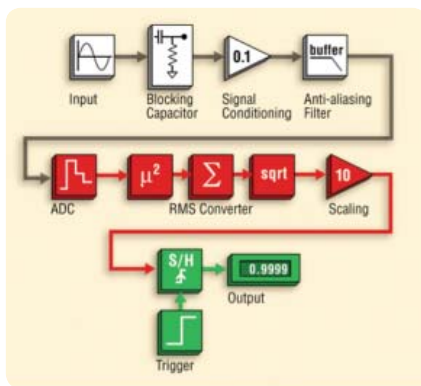 0.1
buffer
Input
Blocking
Capacitor
Signal
Conditioning
Anti-aliasing
Filter
μ²
Σ
sqrt
10
ADC
RMS Converter
Scaling
S/H
0.9999
Output
Trigger